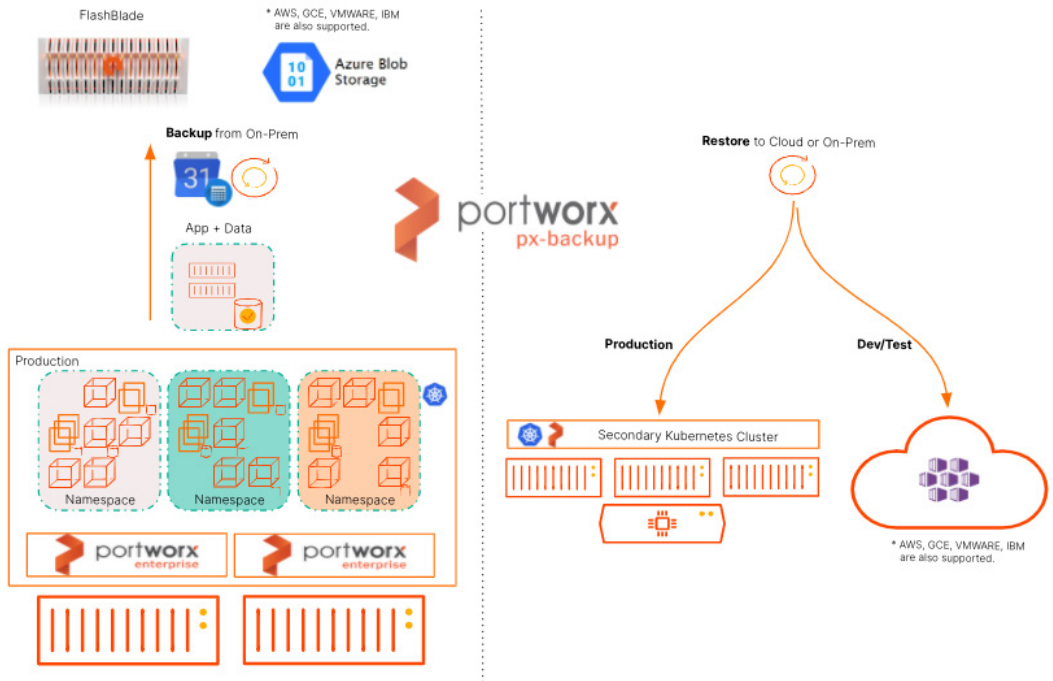 FlashBlade
* AWS, GCE, VMWARE, IBM
are also supported.
10
01
Azure Blob
Storage
Backup from On-Prem
31
App + Data
portworx
px-backup
Production
Namespace
Namespace
Namespace
portworx
enterprise
portworx
enterprise
Restore to Cloud or On-Prem
Production
Dev/Test
Secondary Kubernetes Cluster
* AWS, GCE, VMWARE, IBM
are also supported.